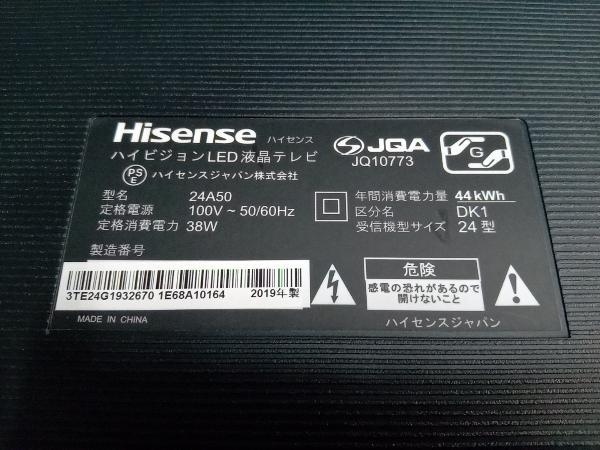 Hisense ハイセンス
JQA
JQ10773
G
ハイビジョンLED液晶テレビ
PS
E
ハイセンスジャパン株式会社
型名 24A50
定格電源 100V ~ 50/60Hz
定格消費電力 38W
年間消費電力量 44kWh
区分名 DK1
受信機型サイズ 24型
製造番号
3TE24G1932670 1E68A10164 2019年製
危険
感電の恐れがあるので
開けないこと
MADE IN CHINA
ハイセンスジャパン